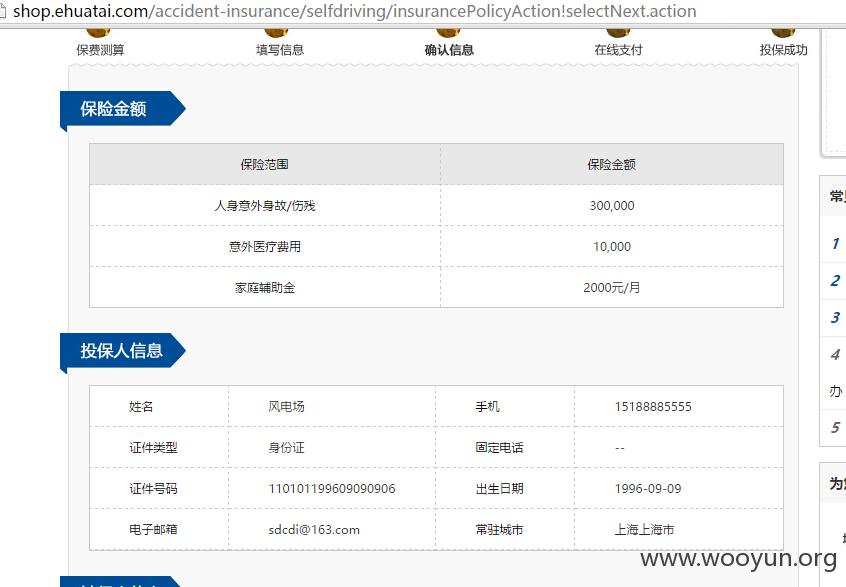 shop.ehuatai.com/accident-insurance/selfdriving/insurancePolicyAction!selectNext.action
保费测算 填写信息 确认信息 在线支付 投保成功
保险金额
保险范围 保险金额
人身意外身故/伤残 300,000
意外医疗费用 10,000
家庭辅助金 2000元/月
投保人信息
姓名 风电场 手机 15188885555
证件类型 身份证 固定电话 --
证件号码 110101199609090906 出生日期 1996-09-09
电子邮箱 sdcdi@163.com 常驻城市 上海上海市
常
1
2
3
4
办
5
为
www.wooyun.org